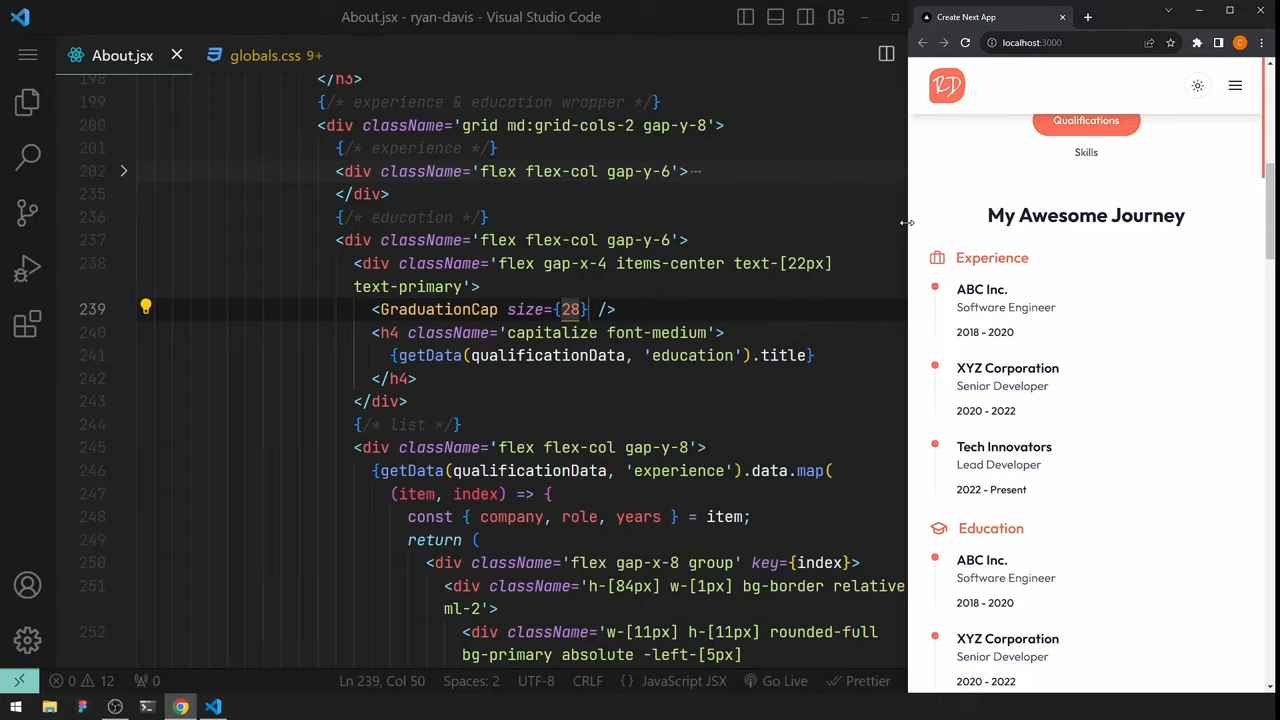 About.jsx - ryan-davis - Visual Studio Code
About.jsx
globals.css 9+
198 </h3>
199 {/* experience & education wrapper */}
200 <div className='grid md:grid-cols-2 gap-y-8'>
201 {/* experience */}
202 <div className='flex flex-col gap-y-6'>…
235 </div>
236 {/* education */}
237 <div className='flex flex-col gap-y-6'>
238 <div className='flex gap-x-4 items-center text-[22px]
text-primary'>
239 <GraduationCap size={28} />
240 <h4 className='capitalize font-medium'>
241 {getData(qualificationData, 'education').title}
242 </h4>
243 </div>
244 {/* list */}
245 <div className='flex flex-col gap-y-8'>
246 {getData(qualificationData, 'experience').data.map(
247 (item, index) => {
248 const { company, role, years } = item;
249 return (
250 <div className='flex gap-x-8 group' key={index}>
251 <div className='h-[84px] w-[1px] bg-border relative
ml-2'>
252 <div className='w-[11px] h-[11px] rounded-full
bg-primary absolute -left-[5px]
0 12 0
Ln 239, Col 50
Spaces: 2
UTF-8
CRLF
{} JavaScript JSX
Go Live
Prettier
Create Next App
localhost:3000
C
RD
Qualifications
Skills
My Awesome Journey
Experience
ABC Inc.
Software Engineer
2018 - 2020
XYZ Corporation
Senior Developer
2020 - 2022
Tech Innovators
Lead Developer
2022 - Present
Education
ABC Inc.
Software Engineer
2018 - 2020
XYZ Corporation
Senior Developer
2020 - 2022